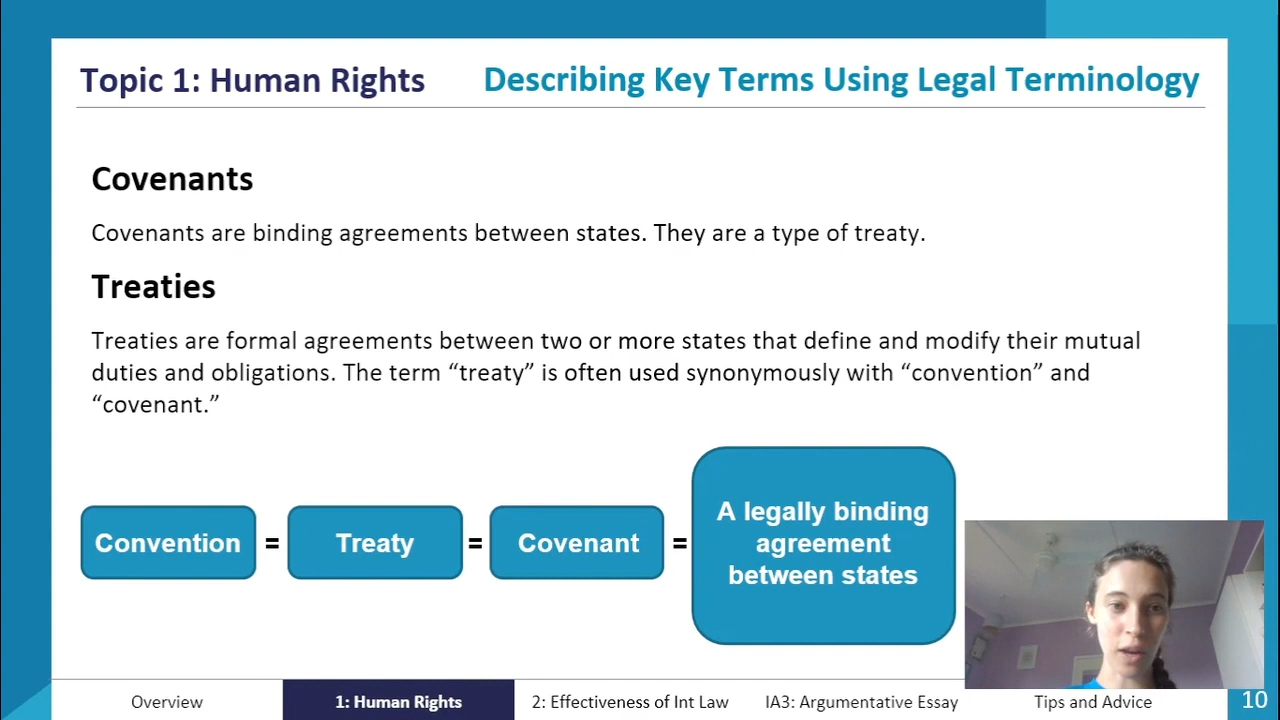 Topic 1: Human Rights
Describing Key Terms Using Legal Terminology
Covenants
Covenants are binding agreements between states. They are a type of treaty.
Treaties
Treaties are formal agreements between two or more states that define and modify their mutual
duties and obligations. The term “treaty” is often used synonymously with “convention” and
“covenant.”
Convention = Treaty = Covenant =
A legally binding
agreement
between states
Overview
1: Human Rights
2: Effectiveness of Int Law
IA3: Argumentative Essay
Tips and Advice
10